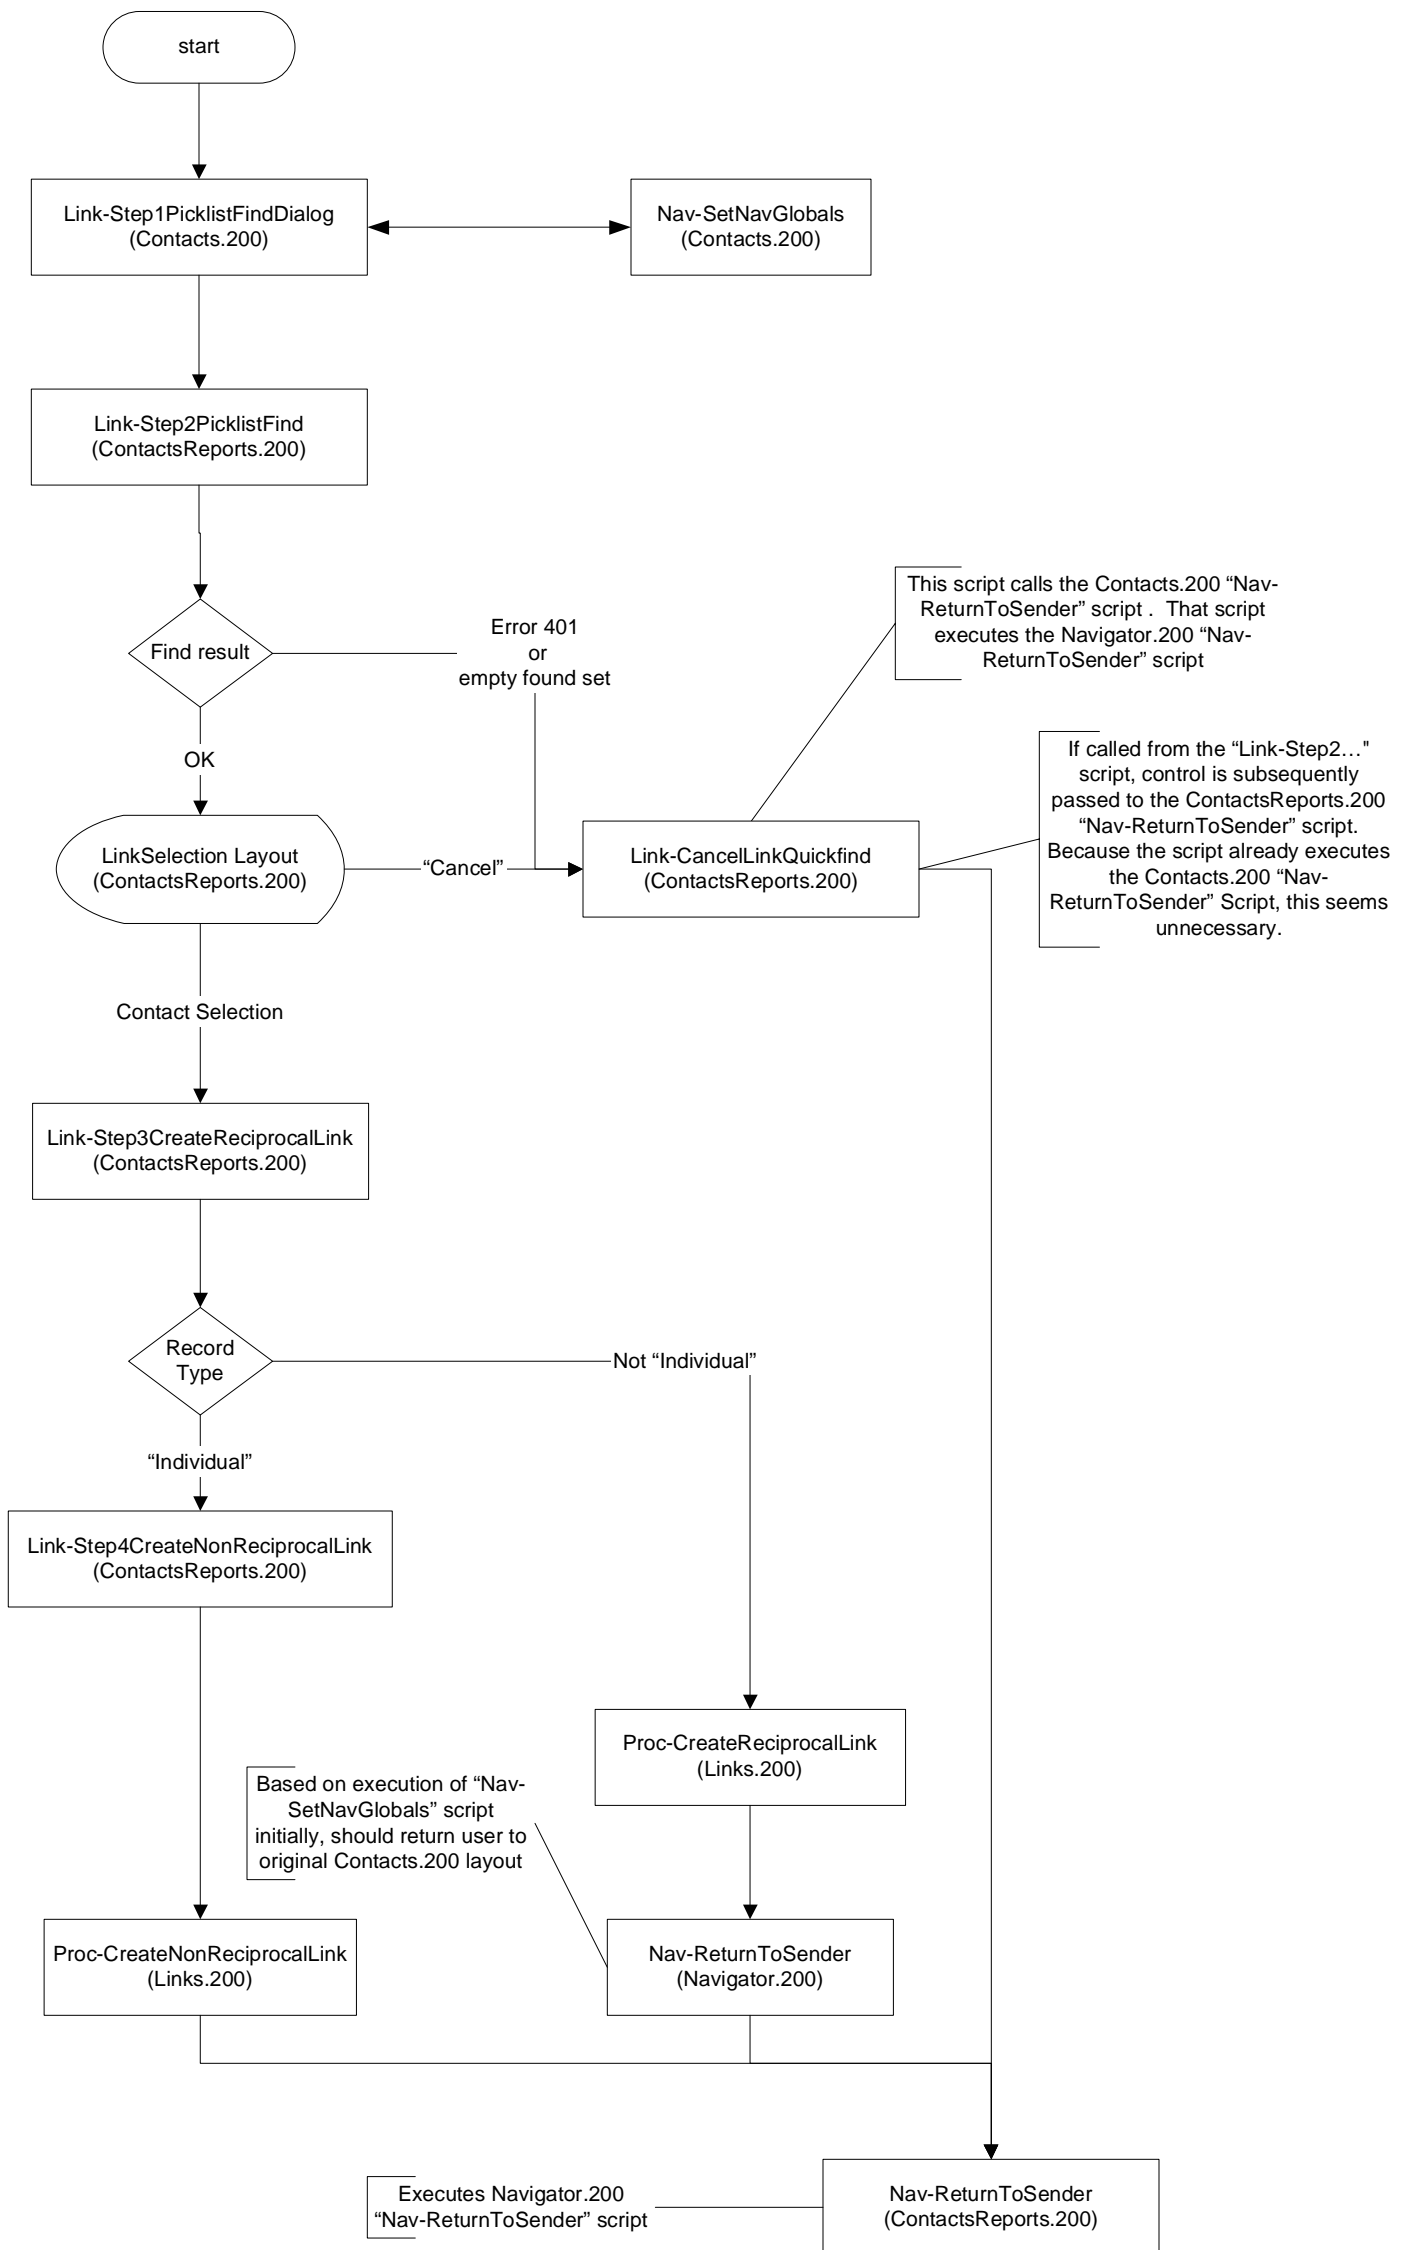 start
Link-Step1PicklistFindDialog
(Contacts.200)
Nav-SetNavGlobals
(Contacts.200)
Link-Step2PicklistFind
(ContactsReports.200)
Find result
Error 401
or
empty found set
This script calls the Contacts.200 “Nav-
ReturnToSender” script .  That script
executes the Navigator.200 “Nav-
ReturnToSender” script
OK
If called from the “Link-Step2…"
script, control is subsequently
passed to the ContactsReports.200
“Nav-ReturnToSender” script.
Because the script already executes
the Contacts.200 “Nav-
ReturnToSender” Script, this seems
unnecessary.
LinkSelection Layout
(ContactsReports.200)
“Cancel”
Link-CancelLinkQuickfind
(ContactsReports.200)
Contact Selection
Link-Step3CreateReciprocalLink
(ContactsReports.200)
Record
Type
Not “Individual”
“Individual”
Link-Step4CreateNonReciprocalLink
(ContactsReports.200)
Proc-CreateReciprocalLink
(Links.200)
Based on execution of “Nav-
SetNavGlobals” script
initially, should return user to
original Contacts.200 layout
Proc-CreateNonReciprocalLink
(Links.200)
Nav-ReturnToSender
(Navigator.200)
Executes Navigator.200
“Nav-ReturnToSender” script
Nav-ReturnToSender
(ContactsReports.200)